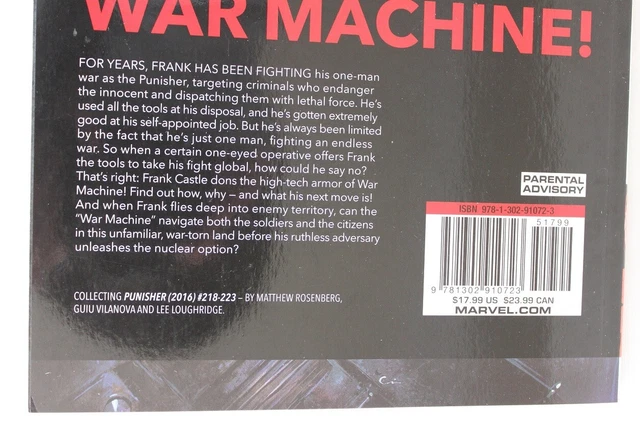 WAR MACHINE!
FOR YEARS, FRANK HAS BEEN FIGHTING his one-man
war as the Punisher, targeting criminals who endanger
the innocent and dispatching them with lethal force. He's
used all the tools at his disposal, and he's gotten extremely
good at his self-appointed job. But he's always been limited
by the fact that he's just one man, fighting an endless
war. So when a certain one-eyed operative offers Frank
the tools to take his fight global, how could he say no?
That's right: Frank Castle dons the high-tech armor of War
Machine! Find out how, why – and what his next move is!
And when Frank flies deep into enemy territory, can the
"War Machine" navigate both the soldiers and the citizens
in this unfamiliar, war-torn land before his ruthless adversary
unleashes the nuclear option?
COLLECTING PUNISHER (2016) #218-223 – BY MATTHEW ROSENBERG,
GUIU VILANOVA AND LEE LOUGHRIDGE.
PARENTAL
ADVISORY
ISBN 978-1-302-91072-3
51799
9 781302 910723
$17.99 US $23.99 CAN
MARVEL.COM